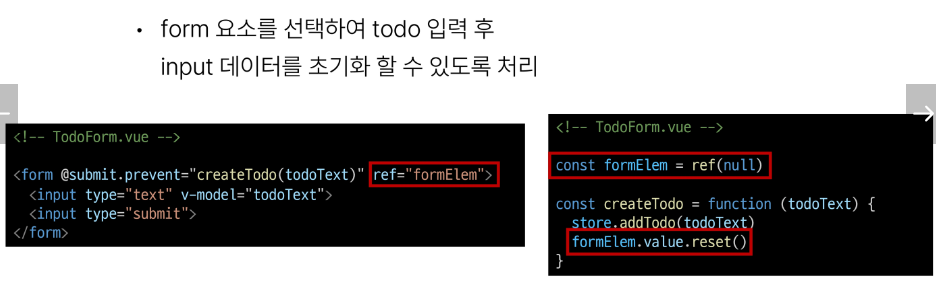 • form 요소를 선택하여 todo 입력 후
input 데이터를 초기화 할 수 있도록 처리
<!-- TodoForm.vue -->
<form @submit.prevent="createTodo(todoText)" ref="formElem">
  <input type="text" v-model="todoText">
  <input type="submit">
</form>
<!-- TodoForm.vue -->
const formElem = ref(null)
const createTodo = function (todoText) {
  store.addTodo(todoText)
  formElem.value.reset()
}